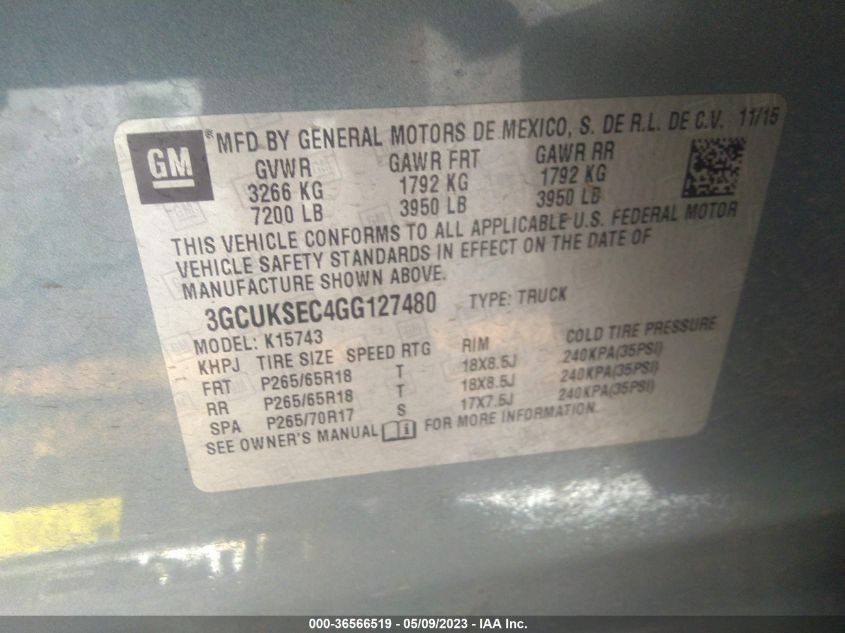 GM
® MFD BY GENERAL MOTORS DE MEXICO, S. DE R.L. DE C.V. 11/15
GVWR GAWR FRT GAWR RR
3266 KG 1792 KG 1792 KG
7200 LB 3950 LB 3950 LB
THIS VEHICLE CONFORMS TO ALL APPLICABLE U.S. FEDERAL MOTOR
VEHICLE SAFETY STANDARDS IN EFFECT ON THE DATE OF
MANUFACTURE SHOWN ABOVE.
3GCUKSEC4GG127480 TYPE: TRUCK
MODEL: K15743
KHPJ TIRE SIZE SPEED RTG RIM COLD TIRE PRESSURE
FRT P265/65R18 T 18X8.5J 240KPA(35PSI)
RR P265/65R18 T 18X8.5J 240KPA(35PSI)
SPA P265/70R17 S 17X7.5J 240KPA(35PSI)
SEE OWNER'S MANUAL FOR MORE INFORMATION.
000-36566519 - 05/09/2023 - IAA Inc.